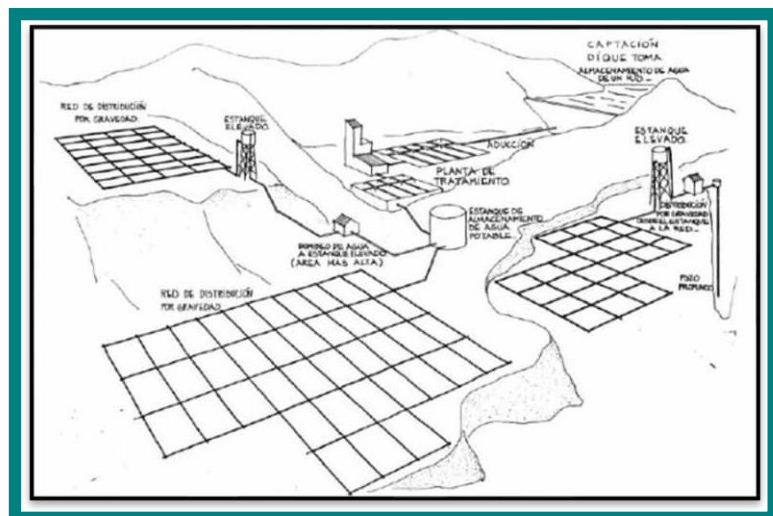 CAPTACIÓN
DIQUE TOMA
ALMACENAMIENTO DE AGUA
DE UN RIO...
RED DE DISTRIBUCIÓN
POR GRAVEDAD.
ESTANQUE
ELEVADO.
ADUCCIÓN
ESTANQUE
ELEVADO.
PLANTA DE
TRATAMIENTO.
ESTANQUE DE
ALMACENAMIENTO
DE AGUA
POTABLE.
DISTRIBUCIÓN
POR GRAVEDAD
DESDE EL ESTANQUE
A LA RED...
BOMBEO DE AGUA
A ESTANQUE ELEVADO
(AREA MAS ALTA)
POZO
PROFUNDO
RED DE DISTRIBUCIÓN
POR GRAVEDAD.